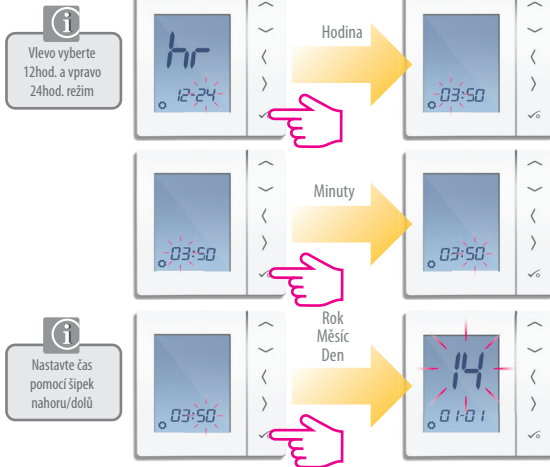 Vlevo vyberte
12hod. a vpravo
24hod. režim
hr
12-24
Hodina
03:50
03:50
Minuty
03:50
Nastavte čas
pomocí šipek
nahoru/dolů
03:50
Rok
Měsíc
Den
14
01-01